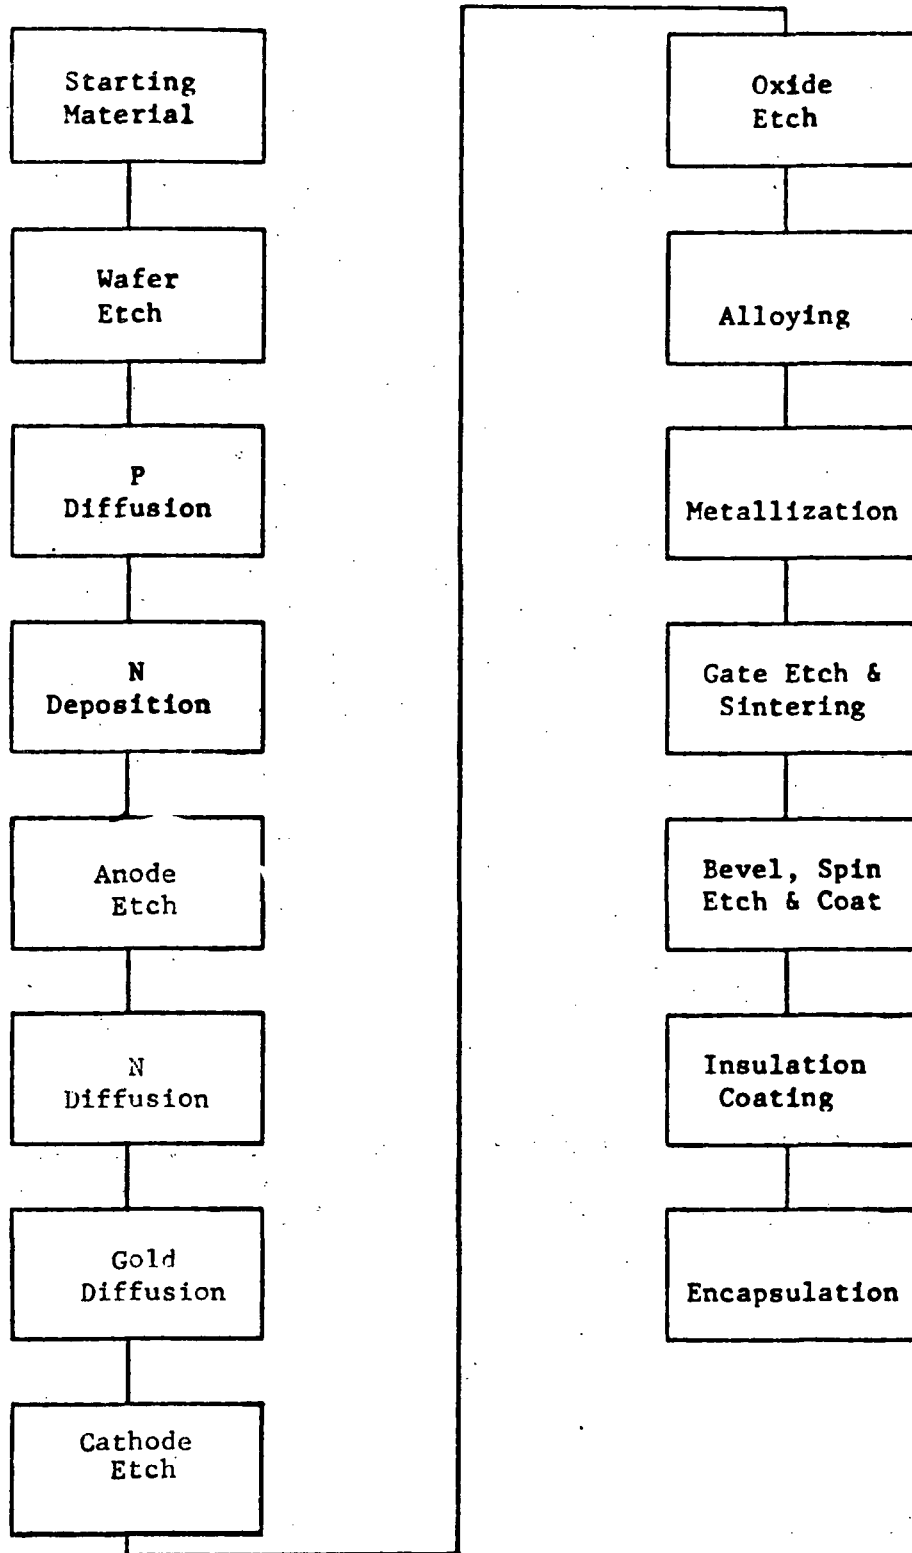 Starting
Material
Wafer
Etch
P
Diffusion
N
Deposition
Anode
Etch
N
Diffusion
Gold
Diffusion
Cathode
Etch
Oxide
Etch
Alloying
Metallization
Gate Etch &
Sintering
Bevel, Spin
Etch & Coat
Insulation
Coating
Encapsulation